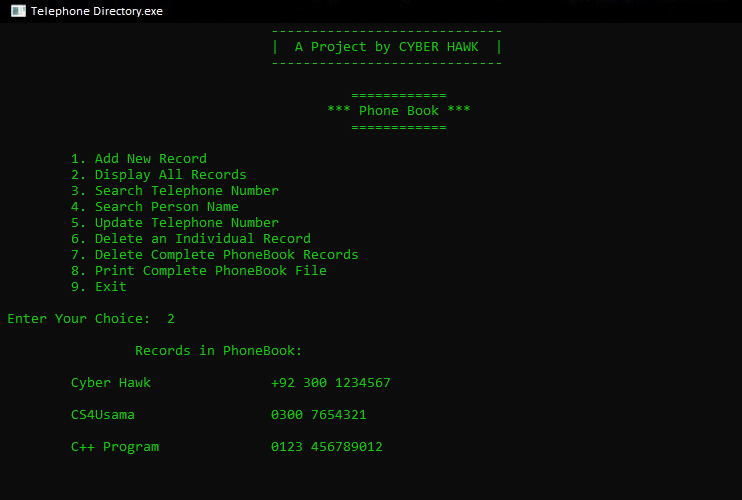 Telephone Directory.exe
-----------------------------
|  A Project by CYBER HAWK  |
-----------------------------
============
*** Phone Book ***
============
1. Add New Record
2. Display All Records
3. Search Telephone Number
4. Search Person Name
5. Update Telephone Number
6. Delete an Individual Record
7. Delete Complete PhoneBook Records
8. Print Complete PhoneBook File
9. Exit
Enter Your Choice:  2
Records in PhoneBook:
Cyber Hawk               +92 300 1234567
CS4Usama                 0300 7654321
C++ Program              0123 456789012